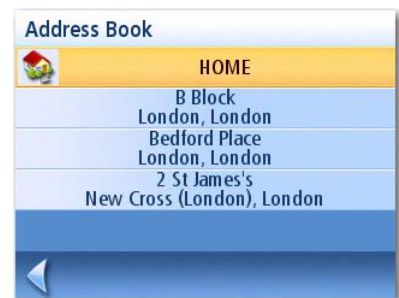 Address Book
HOME
B Block
London, London
Bedford Place
London, London
2 St James's
New Cross (London), London